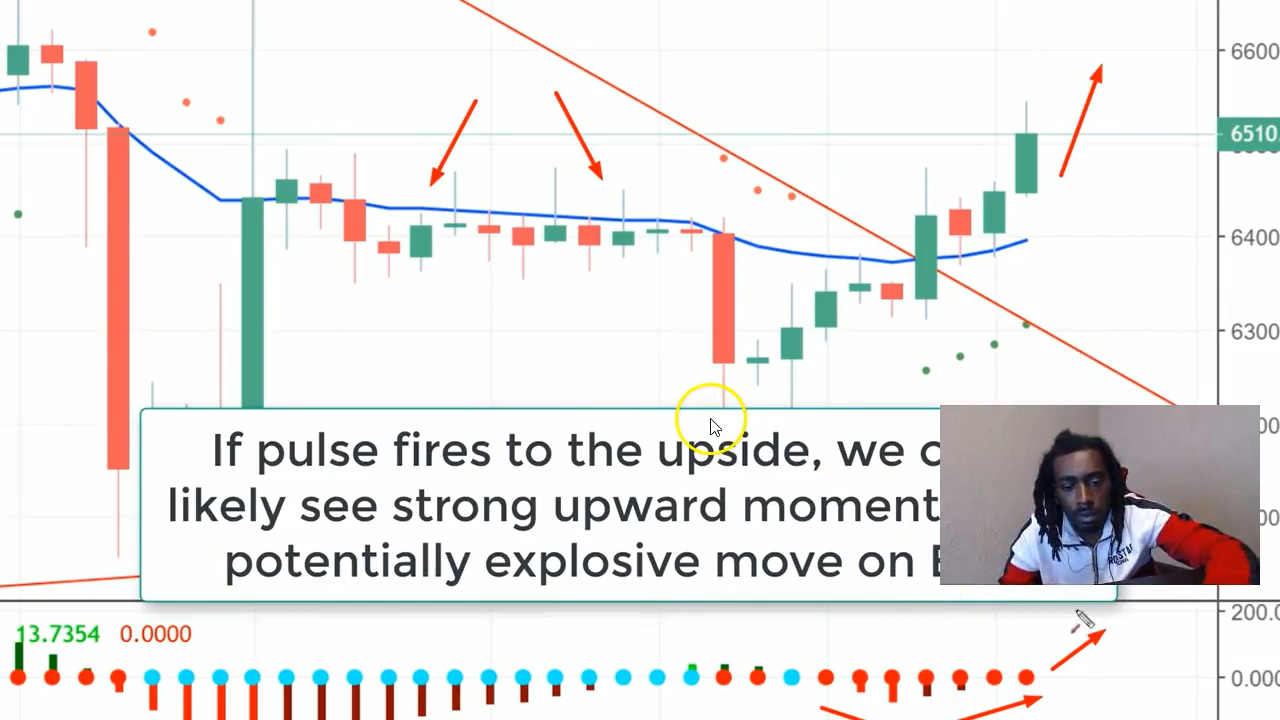 6600
6510
6400
6300
If pulse fires to the upside, we
likely see strong upward
potentially explosive move on
13.7354 0.0000
200.0
0.000